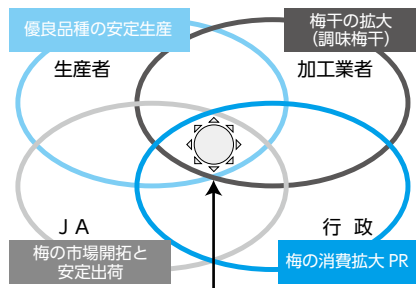 優良品種の安定生産
梅干の拡大
(調味梅干)
生産者
加工業者
JA
行政
梅の市場開拓と
安定出荷
梅の消費拡大PR